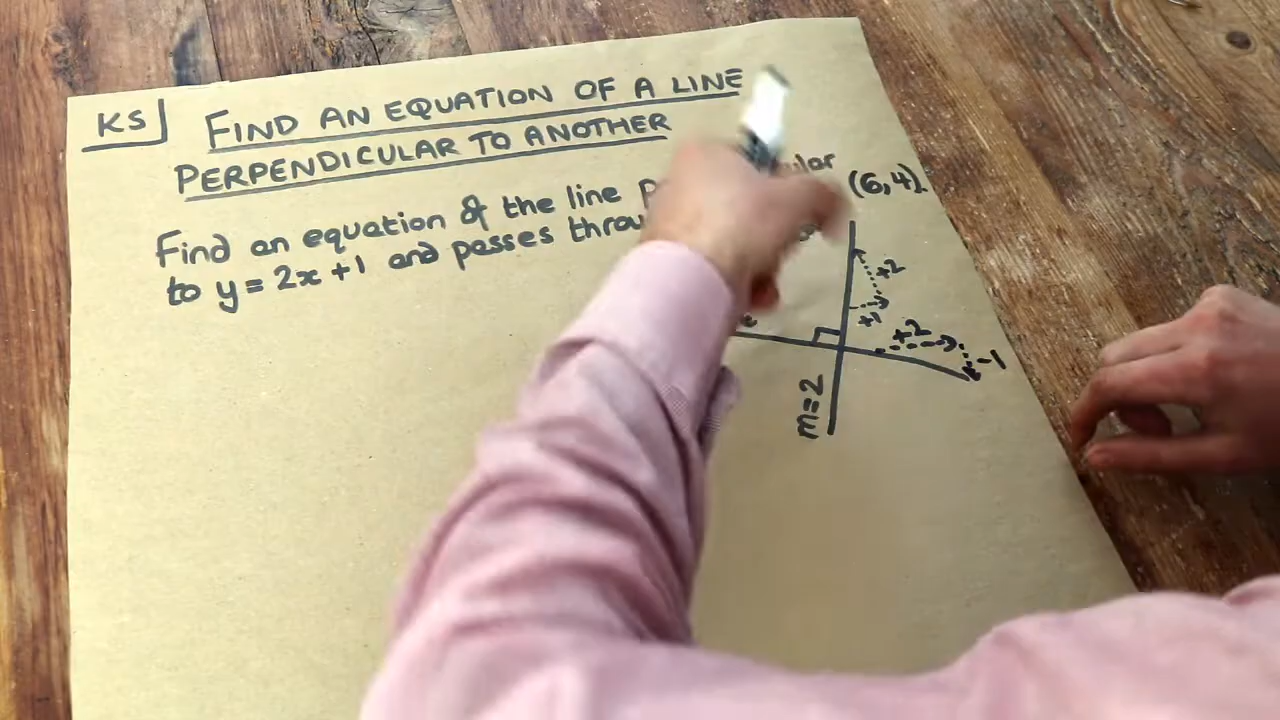 KS
FIND AN EQUATION OF A LINE
PERPENDICULAR TO ANOTHER
Find an equation of the line
to y = 2x + 1 and passes (6,4).
+2
+1
+2
-1
m=2